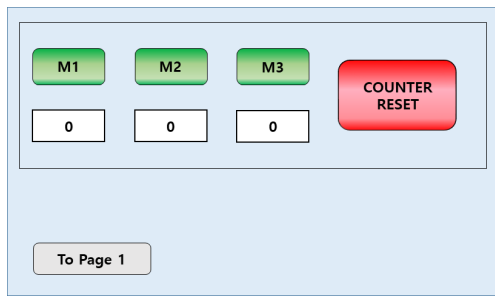 M1 M2 M3
COUNTER
RESET
0 0 0
To Page 1